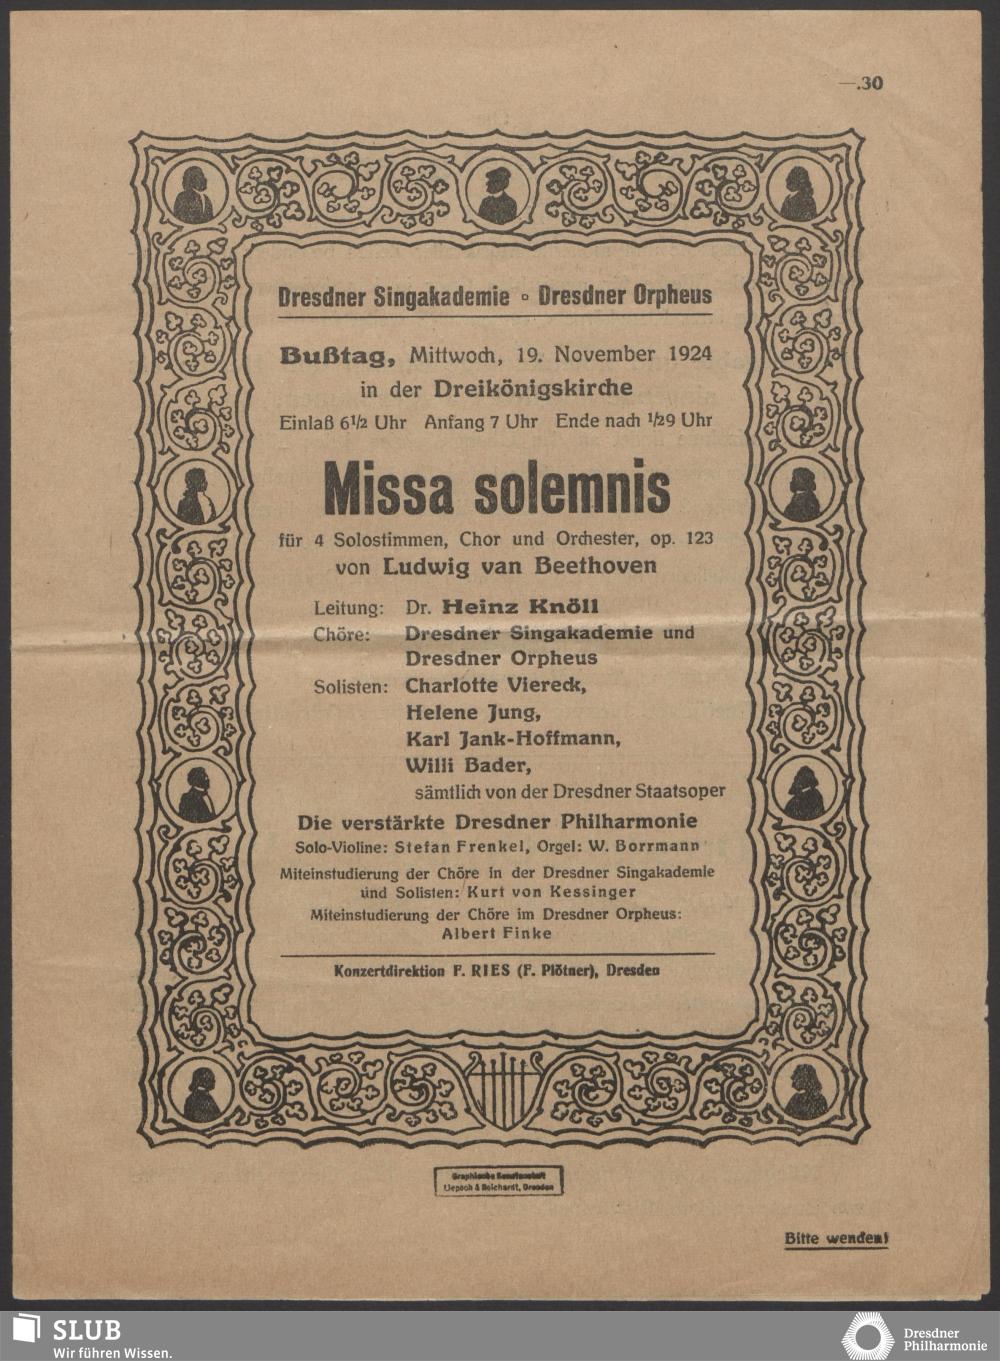 —.30
Dresdner Singakademie ▫ Dresdner Orpheus
Bußtag, Mittwoch, 19. November 1924
in der Dreikönigskirche
Einlaß 6½ Uhr Anfang 7 Uhr Ende nach ½9 Uhr
Missa solemnis
für 4 Solostimmen, Chor und Orchester, op. 123
von Ludwig van Beethoven
Leitung: Dr. Heinz Knöll
Chöre: Dresdner Singakademie und
Dresdner Orpheus
Solisten: Charlotte Viereck,
Helene Jung,
Karl Jank-Hoffmann,
Willi Bader,
sämtlich von der Dresdner Staatsoper
Die verstärkte Dresdner Philharmonie
Solo-Violine: Stefan Frenkel, Orgel: W. Borrmann
Miteinstudierung der Chöre in der Dresdner Singakademie
und Solisten: Kurt von Kessinger
Miteinstudierung der Chöre im Dresdner Orpheus:
Albert Finke
Konzertdirektion F. RIES (F. Plötner), Dresden
Graphische Kunstanstalt
Liepsch & Reichardt, Dresden
Bitte wenden!
SLUB
Wir führen Wissen.
Dresdner
Philharmonie